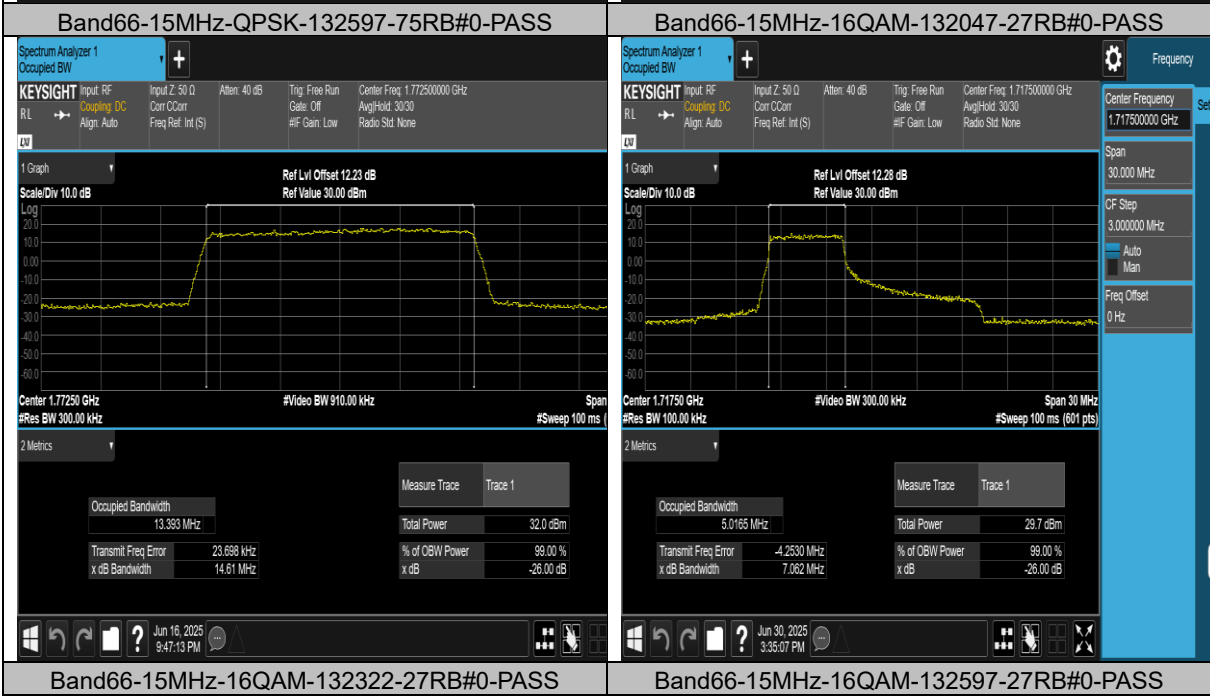 Band66-15MHz-QPSK-132597-75RB#0-PASS
Band66-15MHz-16QAM-132047-27RB#0-PASS
Spectrum Analyzer 1
Occupied BW
+
KEYSIGHT
RL
LXI
Input: RF
Coupling: DC
Align: Auto
Input Z: 50 Ω
Corr CCorr
Freq Ref: Int (S)
Atten: 40 dB
Trig: Free Run
Gate: Off
#IF Gain: Low
Center Freq: 1.772500000 GHz
Avg|Hold: 30/30
Radio Std: None
1 Graph
Scale/Div 10.0 dB
Ref Lvl Offset 12.23 dB
Ref Value 30.00 dBm
Log
20.0
10.0
0.00
-10.0
-20.0
-30.0
-40.0
-50.0
-60.0
Center 1.77250 GHz
#Res BW 300.00 kHz
#Video BW 910.00 kHz
Span
#Sweep 100 ms (
2 Metrics
Measure Trace Trace 1
Occupied Bandwidth
13.393 MHz
Total Power 32.0 dBm
Transmit Freq Error 23.698 kHz
% of OBW Power 99.00 %
x dB Bandwidth 14.61 MHz
x dB -26.00 dB
?
Jun 16, 2025
9:47:13 PM
Spectrum Analyzer 1
Occupied BW
+
Frequency
KEYSIGHT
RL
LXI
Input: RF
Coupling: DC
Align: Auto
Input Z: 50 Ω
Corr CCorr
Freq Ref: Int (S)
Atten: 40 dB
Trig: Free Run
Gate: Off
#IF Gain: Low
Center Freq: 1.717500000 GHz
Avg|Hold: 30/30
Radio Std: None
Center Frequency
1.717500000 GHz
Span
30.000 MHz
CF Step
3.000000 MHz
Auto
Man
Freq Offset
0 Hz
1 Graph
Scale/Div 10.0 dB
Ref Lvl Offset 12.28 dB
Ref Value 30.00 dBm
Log
20.0
10.0
0.00
-10.0
-20.0
-30.0
-40.0
-50.0
-60.0
Center 1.71750 GHz
#Res BW 100.00 kHz
#Video BW 300.00 kHz
Span 30 MHz
#Sweep 100 ms (601 pts)
2 Metrics
Measure Trace Trace 1
Occupied Bandwidth
5.0165 MHz
Total Power 29.7 dBm
Transmit Freq Error -4.2530 MHz
% of OBW Power 99.00 %
x dB Bandwidth 7.062 MHz
x dB -26.00 dB
?
Jun 30, 2025
3:35:07 PM
Band66-15MHz-16QAM-132322-27RB#0-PASS
Band66-15MHz-16QAM-132597-27RB#0-PASS